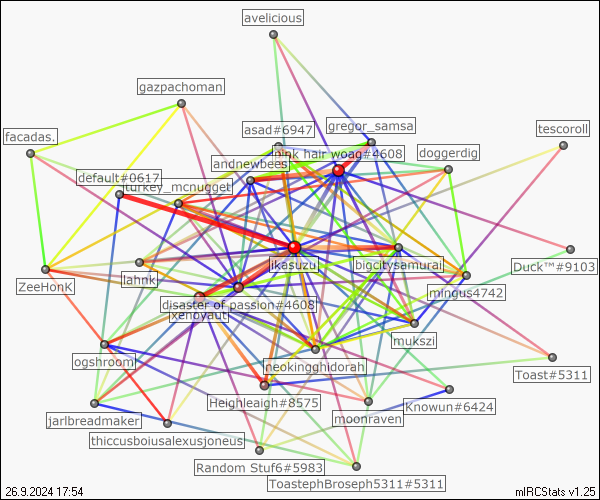 avelicious
gazpachoman
gregor_samsa
asad#6947
tescoroll
facadas.
pink hair woag#4608
doggerdig
andnewbees
default#0617
turkey_mcnugget
ikasuzu
bigcitysamurai
Duck™#9103
lahnk
ZeeHonk
mingus4742
disaster of passion#4608
xenoyaut
mukszi
ogshroom
neokingghidorah
Toast#5311
Heighleaigh#8575
Knowun#6424
jarlbreadmaker
moonraven
thiccusboiusalexusjoneus
Random Stuf6#5983
ToastephBroseph5311#5311
26.9.2024 17:54
mIRCStats v1.25